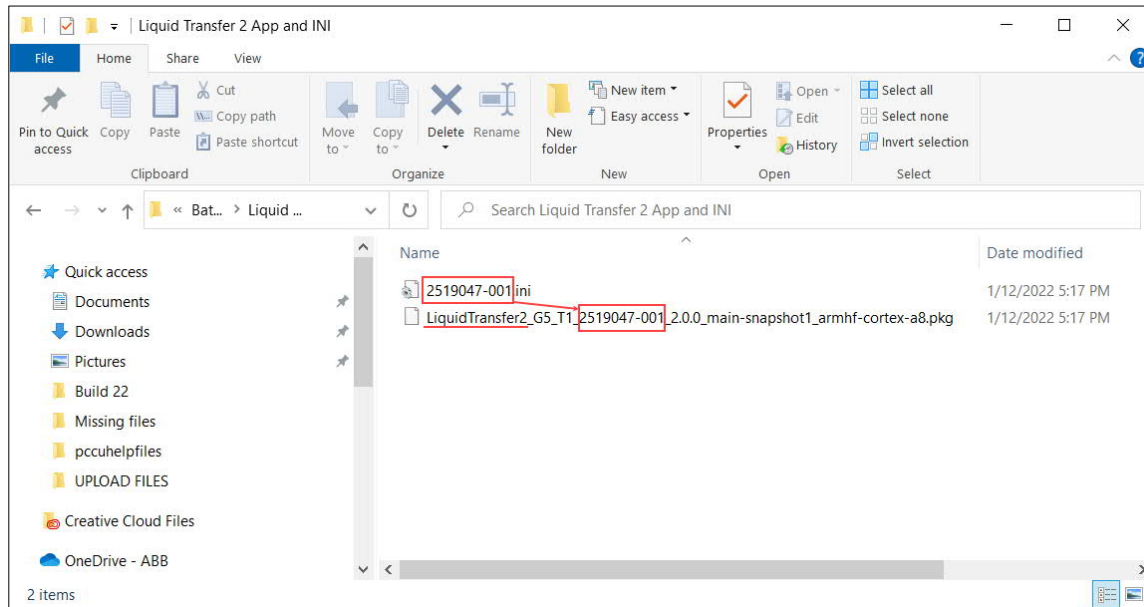 Liquid Transfer 2 App and INI
File Home Share View
Pin to Quick access
Copy
Paste
Cut
Copy path
Paste shortcut
Clipboard
Move to
Copy to
Delete
Rename
Organize
New folder
New item
Easy access
New
Properties
Open
Edit
History
Open
Select all
Select none
Invert selection
Select
« Bat... > Liquid ...
Search Liquid Transfer 2 App and INI
Name Date modified
2519047-001.ini 1/12/2022 5:17 PM
LiquidTransfer2_G5_T1_2519047-001_2.0.0_main-snapshot1_armhf-cortex-a8.pkg 1/12/2022 5:17 PM
Quick access
Documents
Downloads
Pictures
Build 22
Missing files
pccuhelpfiles
UPLOAD FILES
Creative Cloud Files
OneDrive - ABB
2 items